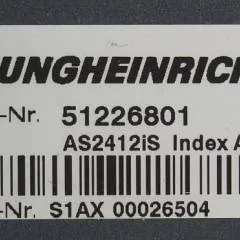 UNGHEINRICH
-Nr. 51226801
AS2412iS Index A
-Nr. S1AX 00026504